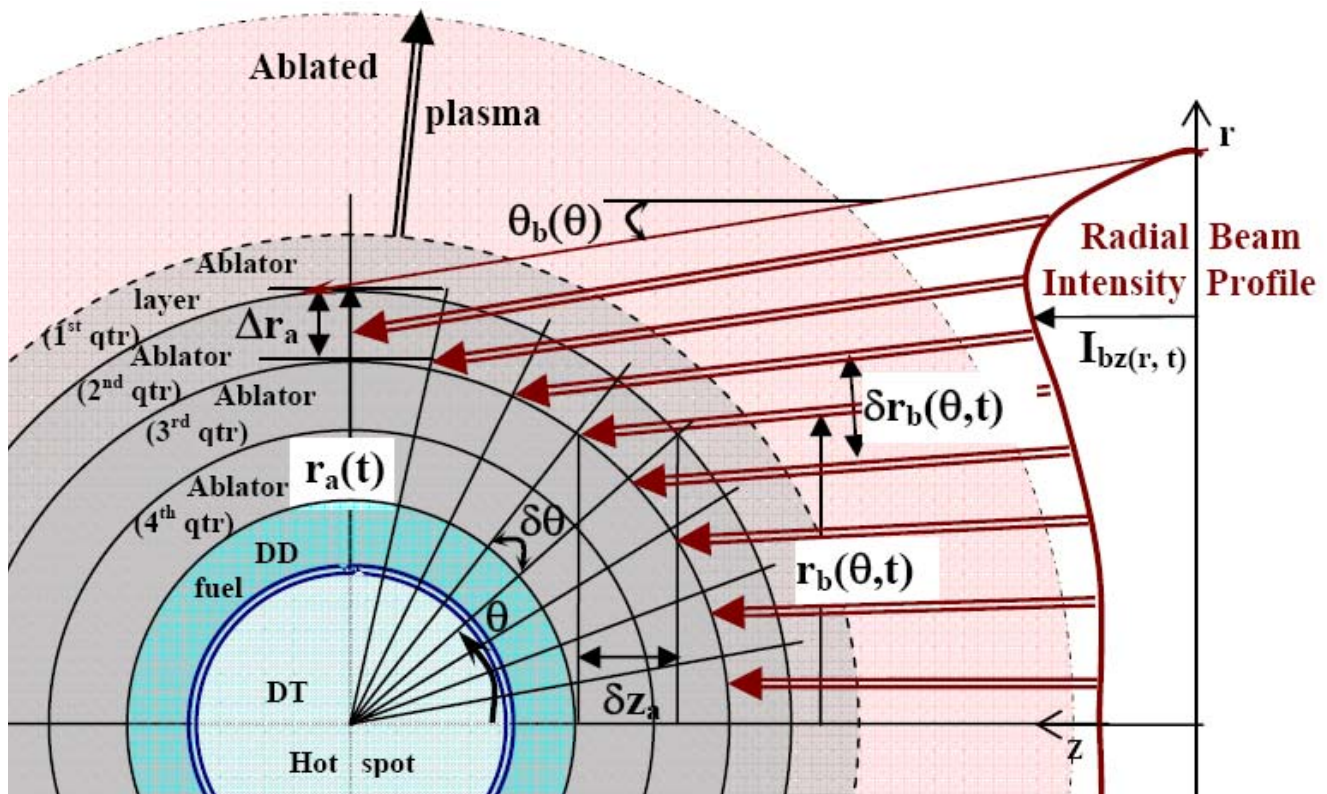 Ablated
plasma
r
θb(θ)
Radial Beam
Intensity Profile
Ablator
layer
(1st qtr)
Δra
Ibz(r, t)
Ablator
(2nd qtr)
Ablator
(3rd qtr)
δrb(θ,t)
ra(t)
Ablator
(4th qtr)
δθ
DD
fuel
rb(θ,t)
θ
DT
δza
z
Hot spot